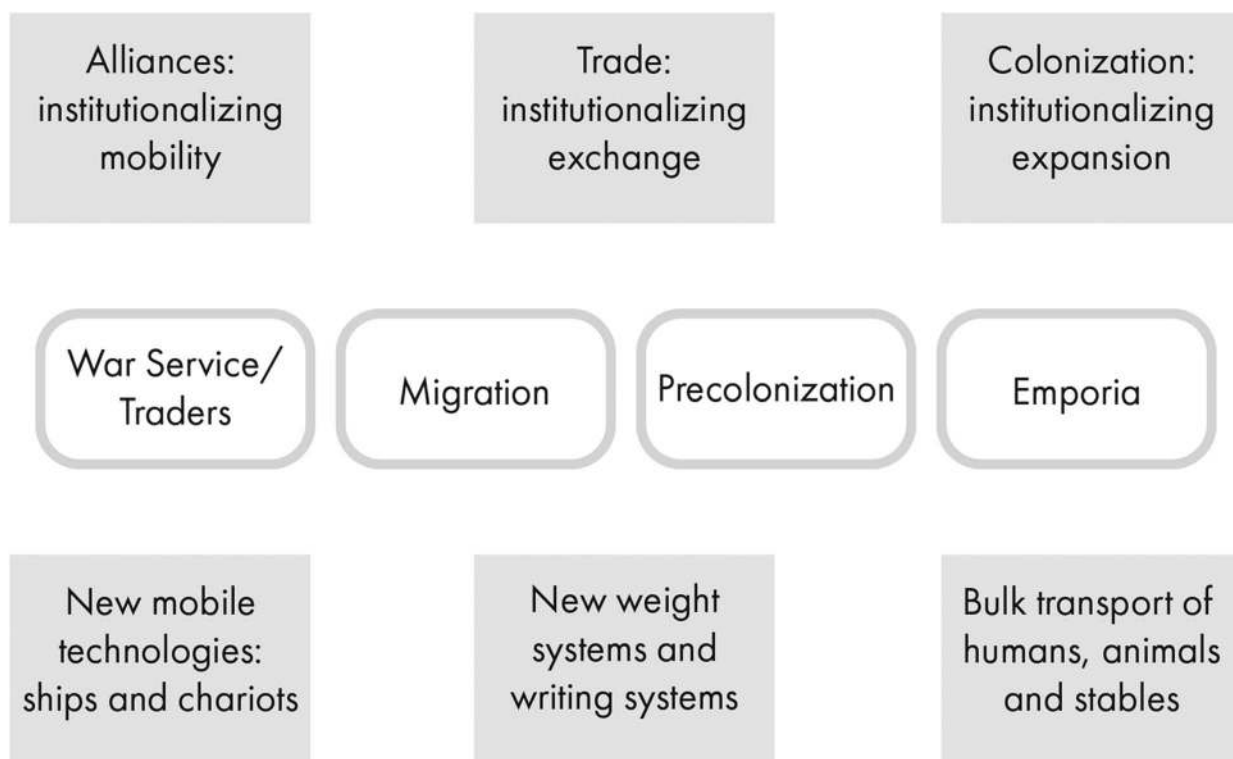 Alliances:
institutionalizing
mobility
Trade:
institutionalizing
exchange
Colonization:
institutionalizing
expansion
War Service/
Traders
Migration
Precolonization
Emporia
New mobile
technologies:
ships and chariots
New weight
systems and
writing systems
Bulk transport of
humans, animals
and stables